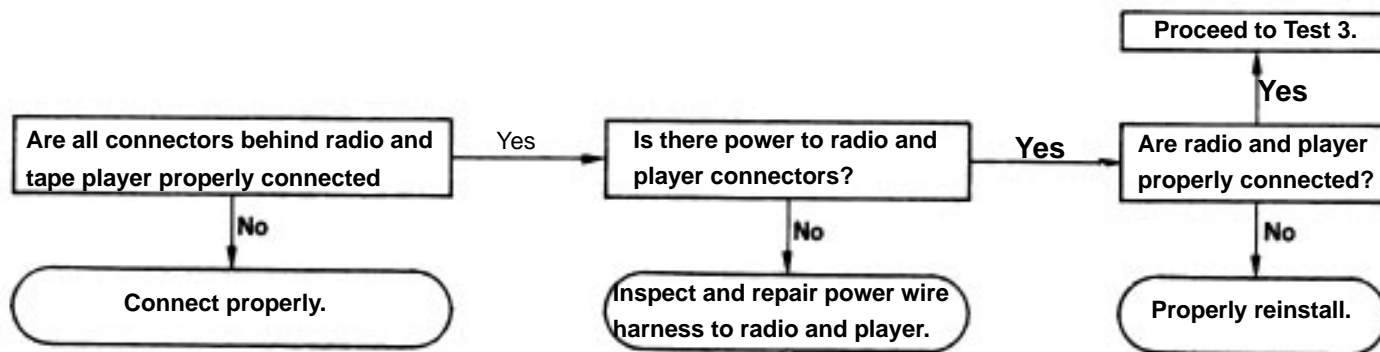 Proceed to Test 3.
Yes
Are all connectors behind radio and
tape player properly connected
Yes
Is there power to radio and
player connectors?
Yes
Are radio and player
properly connected?
No
No
No
Connect properly.
Inspect and repair power wire
harness to radio and player.
Properly reinstall.